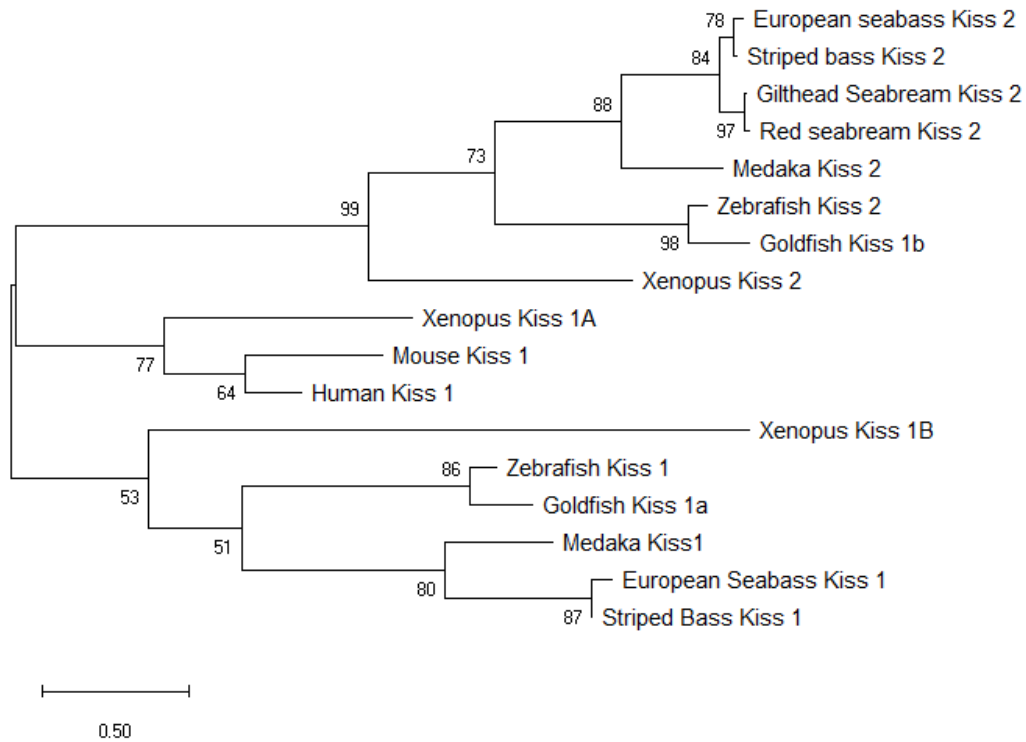 78
European seabass Kiss 2
84
Striped bass Kiss 2
Gilthead Seabream Kiss 2
88
97
Red seabream Kiss 2
73
Medaka Kiss 2
99
Zebrafish Kiss 2
98
Goldfish Kiss 1b
Xenopus Kiss 2
Xenopus Kiss 1A
77
Mouse Kiss 1
64
Human Kiss 1
Xenopus Kiss 1B
53
86
Zebrafish Kiss 1
Goldfish Kiss 1a
51
Medaka Kiss1
80
European Seabass Kiss 1
87
Striped Bass Kiss 1
0.50